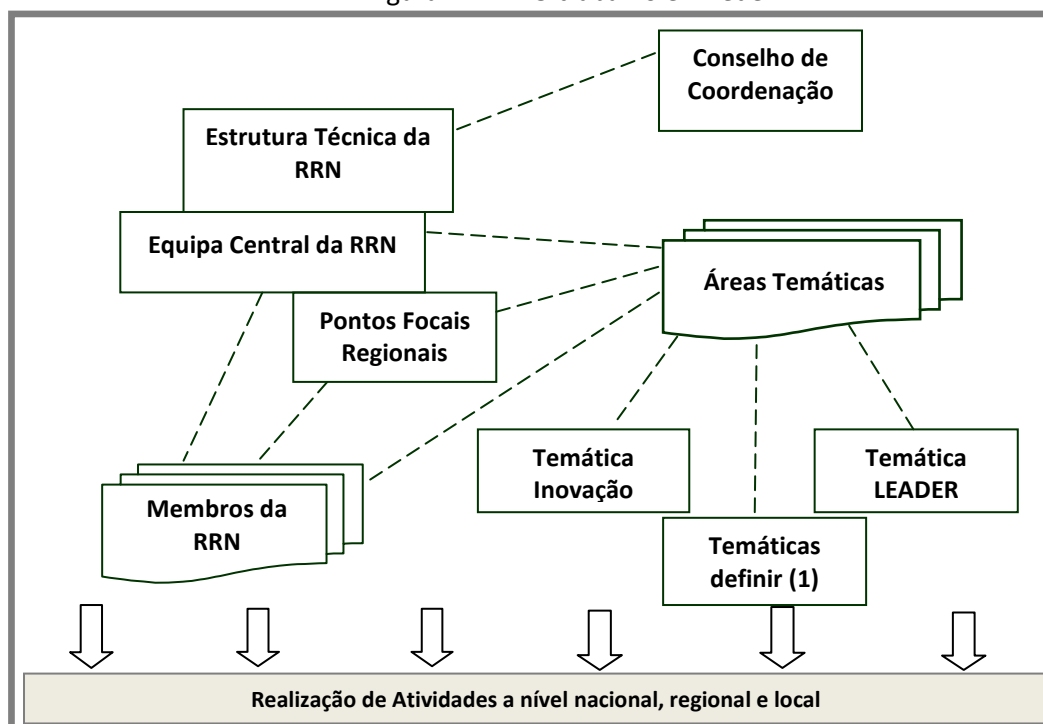 Conselho de
Coordenação
Estrutura Técnica da
RRN
Equipa Central da RRN
Áreas Temáticas
Pontos Focais
Regionais
Temática
Inovação
Temática
LEADER
Membros da
RRN
Temáticas
definir (1)
Realização de Atividades a nível nacional, regional e local